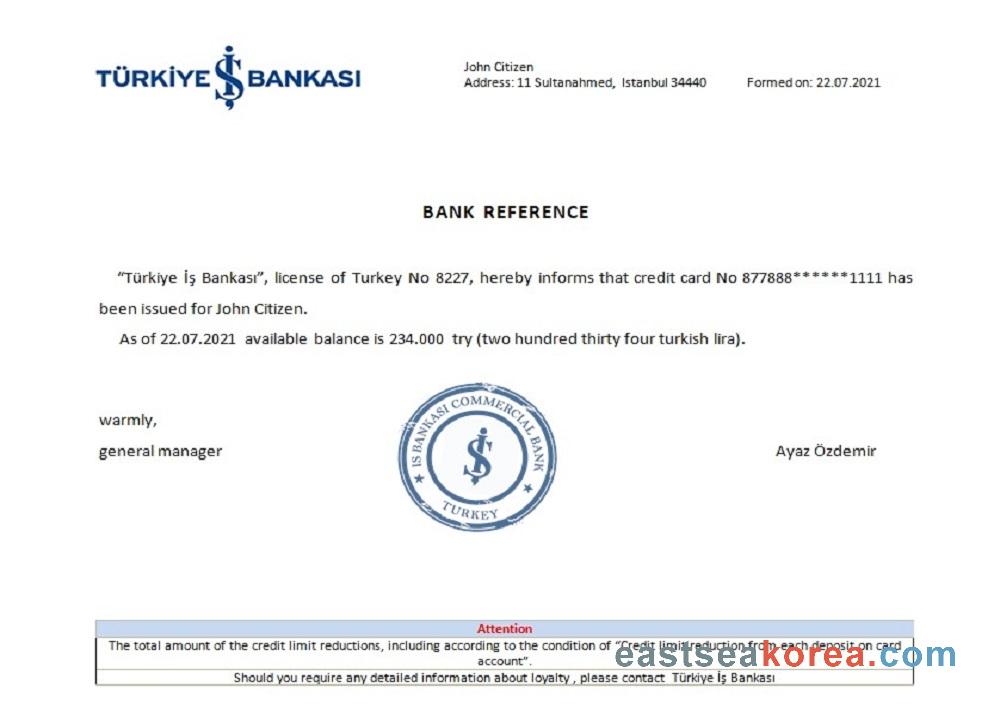 TÜRKİYE İŞ BANKASI
John Citizen
Address: 11 Sultanahmed, Istanbul 34440
Formed on: 22.07.2021
BANK REFERENCE
“Türkiye İş Bankası”, license of Turkey No 8227, hereby informs that credit card No 877888******1111 has
been issued for John Citizen.
As of 22.07.2021 available balance is 234.000 try (two hundred thirty four turkish lira).
warmly,
general manager
IS BANKASI COMMERCIAL BANK
İŞ
TURKEY
Ayaz Özdemir
Attention
The total amount of the credit limit reductions, including according to the condition of “Credit limit reduction from each deposit on card
account”.
eastseakorea.com
Should you require any detailed information about loyalty , please contact Türkiye İş Bankası